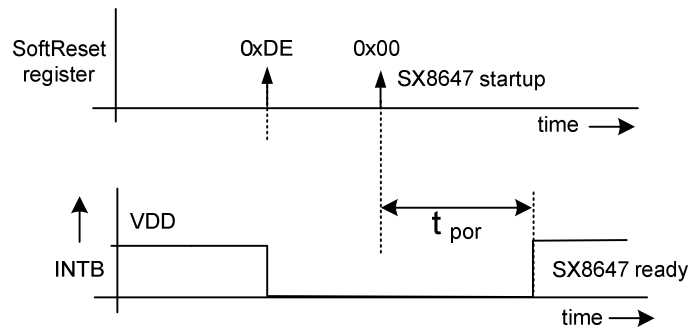 SoftReset
register
0xDE
0x00
SX8647 startup
time
VDD
INTB
t por
SX8647 ready
time